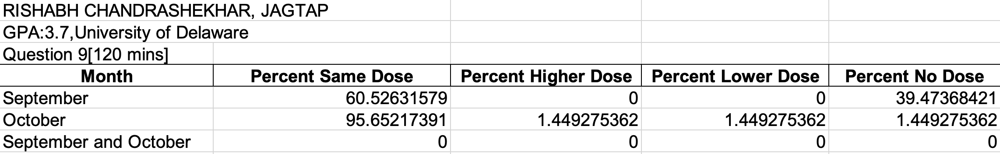 RISHABH CHANDRASHEKHAR, JAGTAP
GPA:3.7,University of Delaware
Question 9[120 mins]
Month Percent Same Dose Percent Higher Dose Percent Lower Dose Percent No Dose
September 60.52631579 0 0 39.47368421
October 95.65217391 1.449275362 1.449275362 1.449275362
September and October 0 0 0 0